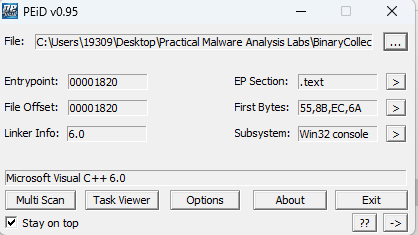 PEiD v0.95
File: C:\Users\19309\Desktop\Practical Malware Analysis Labs\BinaryCollec ...
Entrypoint: 00001820 EP Section: .text >
File Offset: 00001820 First Bytes: 55,8B,EC,6A >
Linker Info: 6.0 Subsystem: Win32 console >
Microsoft Visual C++ 6.0
Multi Scan Task Viewer Options About Exit
Stay on top ?? ->